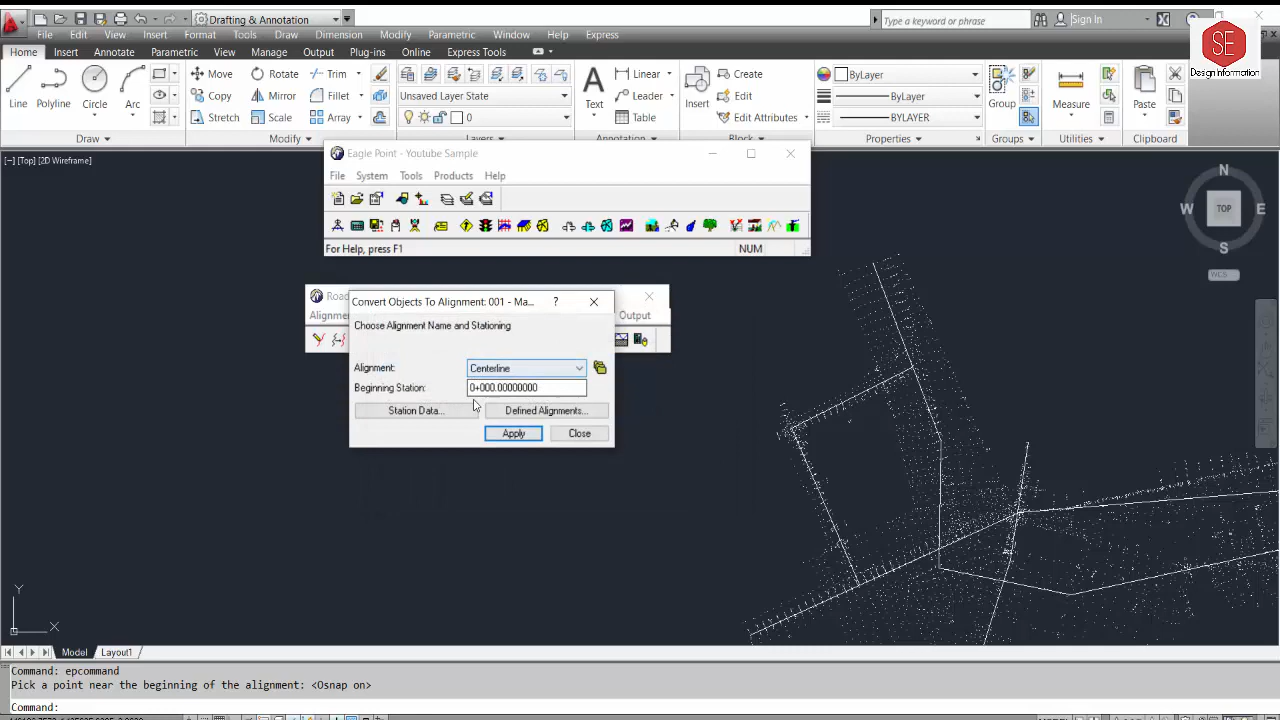 Drafting & Annotation
Type a keyword or phrase
Sign In
File Edit View Insert Format Tools Draw Dimension Modify Parametric Window Help Express
SE
Design Information
Home Insert Annotate Parametric View Manage Output Plug-ins Online Express Tools
Line Polyline Circle Arc
Move Rotate Trim
Copy Mirror Fillet
Stretch Scale Array
Unsaved Layer State
0
Text
Linear
Leader
Table
Insert
Create
Edit
Edit Attributes
ByLayer
ByLayer
BYLAYER
Group
Measure
Paste
Draw Modify Layers Annotation Block Properties Groups Utilities Clipboard
[−] [Top] [2D Wireframe]
Eagle Point - Youtube Sample
File System Tools Products Help
For Help, press F1
NUM
N
W TOP E
S
WCS
Output
Convert Objects To Alignment: 001 - Ma...
Choose Alignment Name and Stationing
Alignment: Centerline
Beginning Station: 0+000.00000000
Station Data... Defined Alignments...
Apply Close
Y
X
Model Layout1
Command: epcommand
Pick a point near the beginning of the alignment: <Osnap on>
Command: